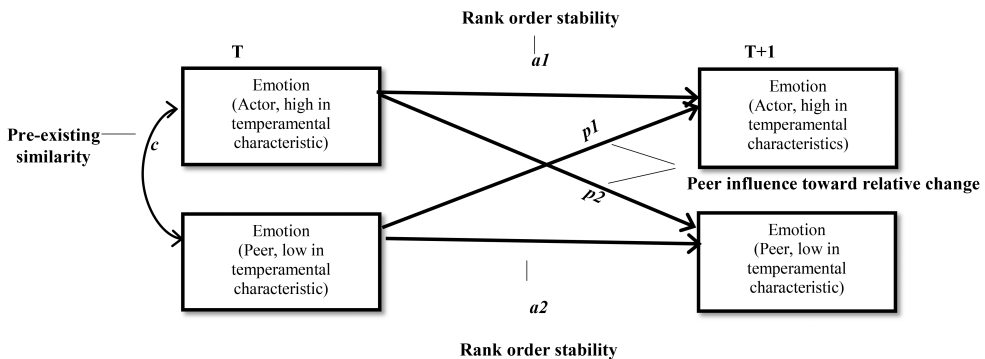 Rank order stability
T
a1
T+1
Emotion
(Actor, high in
temperamental
characteristic)
Emotion
(Actor, high in
temperamental
characteristics)
Pre-existing
similarity
c
p1
p2
Peer influence toward relative change
Emotion
(Peer, low in
temperamental
characteristic)
Emotion
(Peer, low in
temperamental
characteristic)
a2
Rank order stability